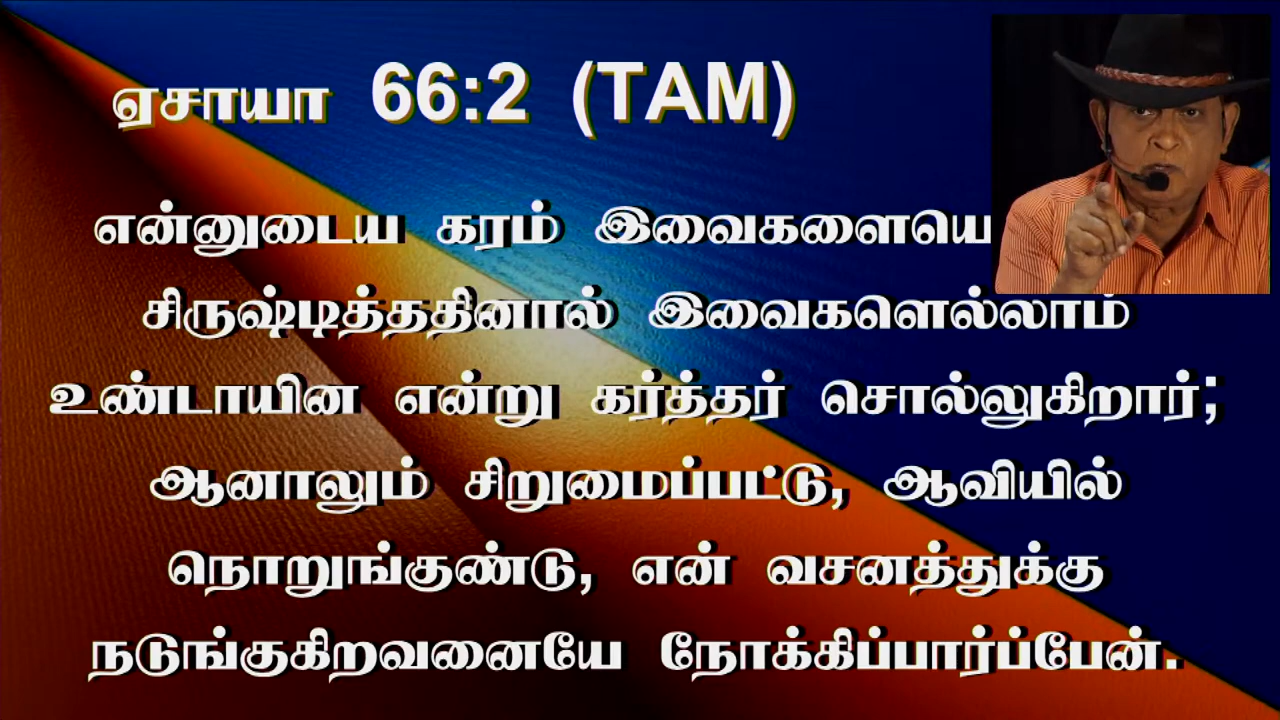 ஏசாயா 66:2 (TAM)
என்னுடைய கரம் இவைகளையெ
சிருஷ்டித்ததினால் இவைகளெல்லாம்
உண்டாயின என்று கர்த்தர் சொல்லுகிறார்;
ஆனாலும் சிறுமைப்பட்டு, ஆவியில்
நொறுங்குண்டு, என் வசனத்துக்கு
நடுங்குகிறவனையே நோக்கிப்பார்ப்பேன்.